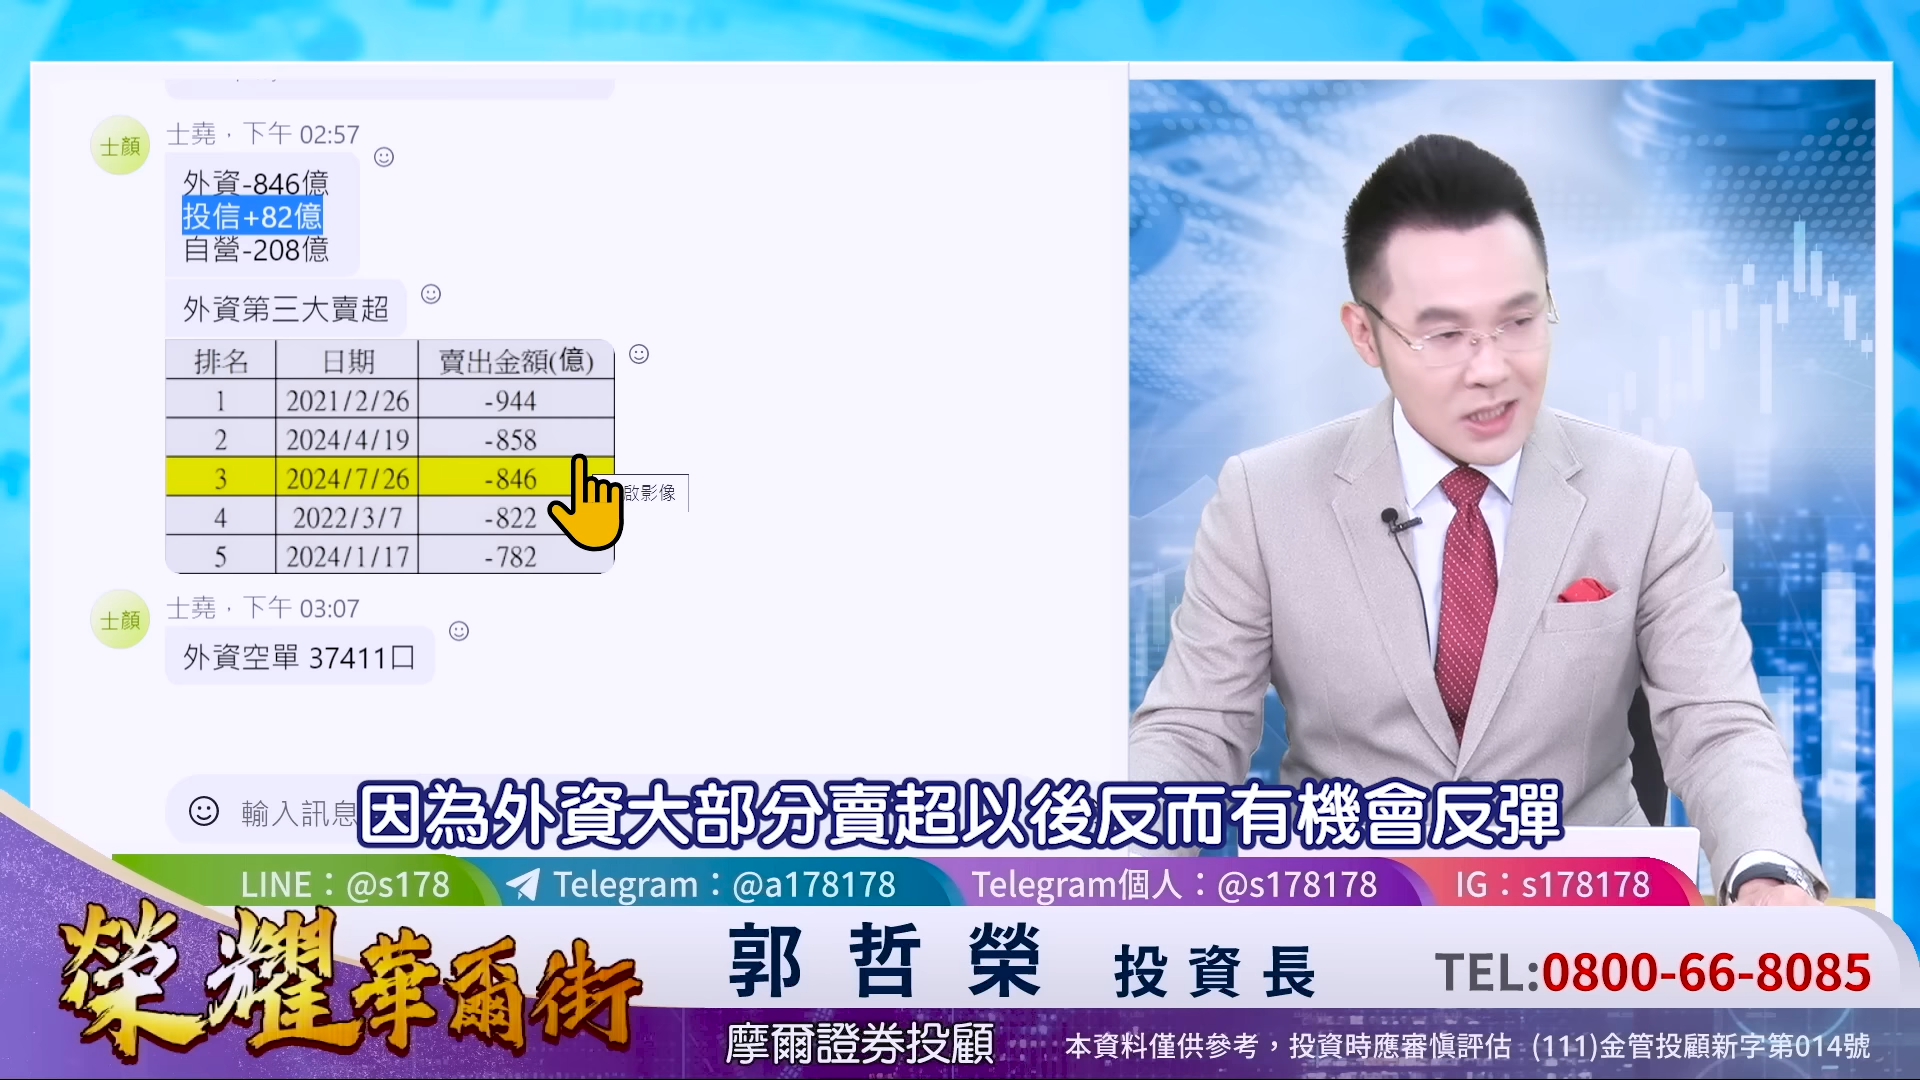 士堯，下午 02:57
士顏
外資-846億
投信+82億
自營-208億
外資第三大賣超
排名 日期 賣出金額(億)
1 2021/2/26 -944
2 2024/4/19 -858
3 2024/7/26 -846
4 2022/3/7 -822
5 2024/1/17 -782
啟影像
士堯，下午 03:07
士顏
外資空單 37411口
輸入訊息
因為外資大部分賣超以後反而有機會反彈
LINE：@s178 Telegram：@a178178 Telegram個人：@s178178 IG：s178178
榮耀華爾街
郭哲榮 投資長 TEL:0800-66-8085
摩爾證券投顧 本資料僅供參考，投資時應審慎評估 (111)金管投顧新字第014號